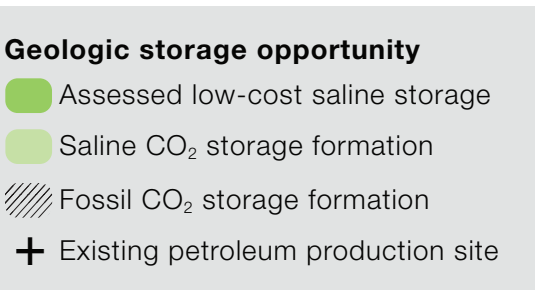 Geologic storage opportunity
Assessed low-cost saline storage
Saline CO₂ storage formation
Fossil CO₂ storage formation
Existing petroleum production site